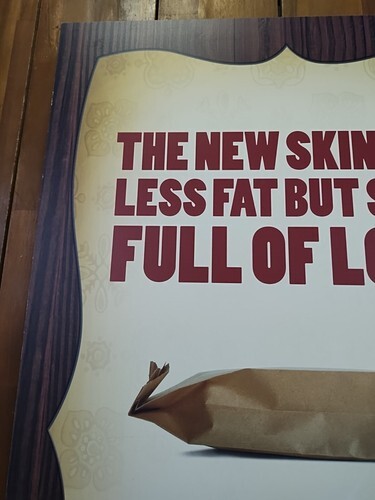 THE NEW SKIN
LESS FAT BUT S
FULL OF LO